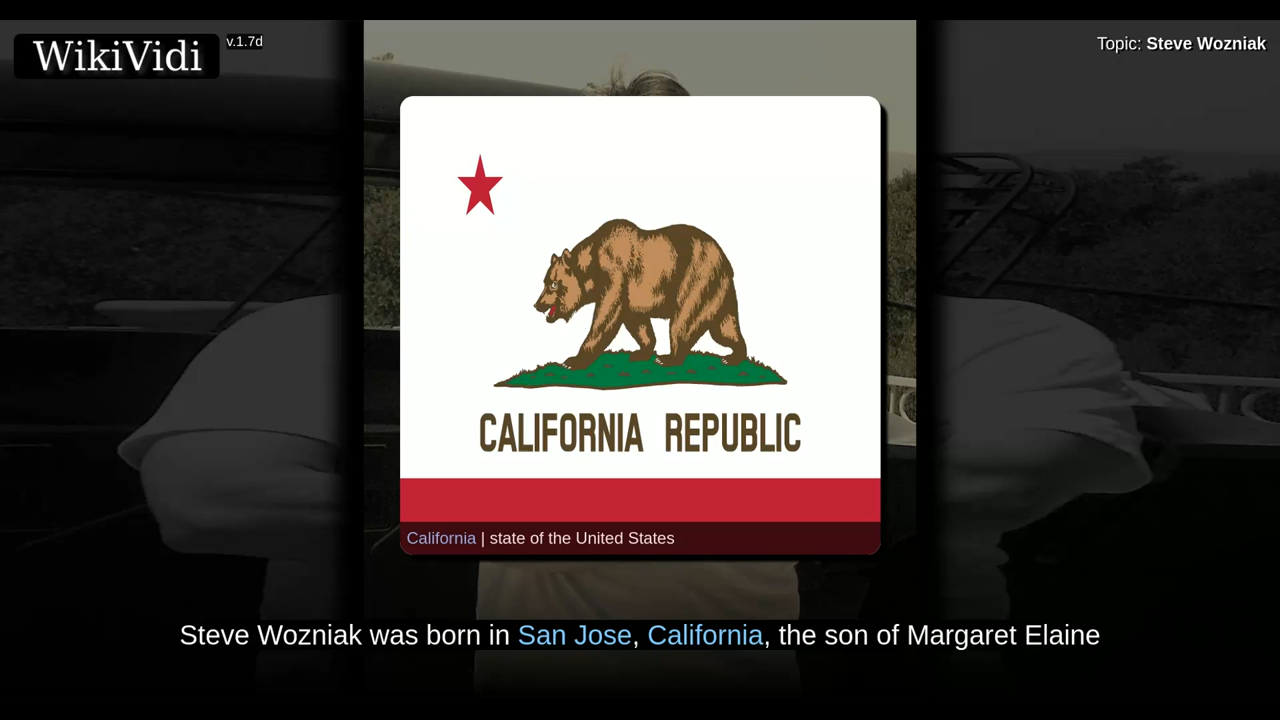 WikiVidi v.1.7d
Topic: Steve Wozniak
CALIFORNIA REPUBLIC
California | state of the United States
Steve Wozniak was born in San Jose, California, the son of Margaret Elaine